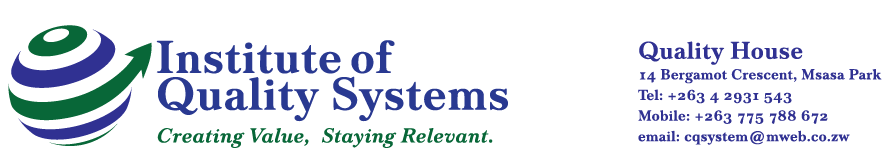 Institute of
Quality Systems
Creating Value, Staying Relevant.
Quality House
14 Bergamot Crescent, Msasa Park
Tel: +263 4 2931 543
Mobile: +263 775 788 672
email: cqsystem@mweb.co.zw